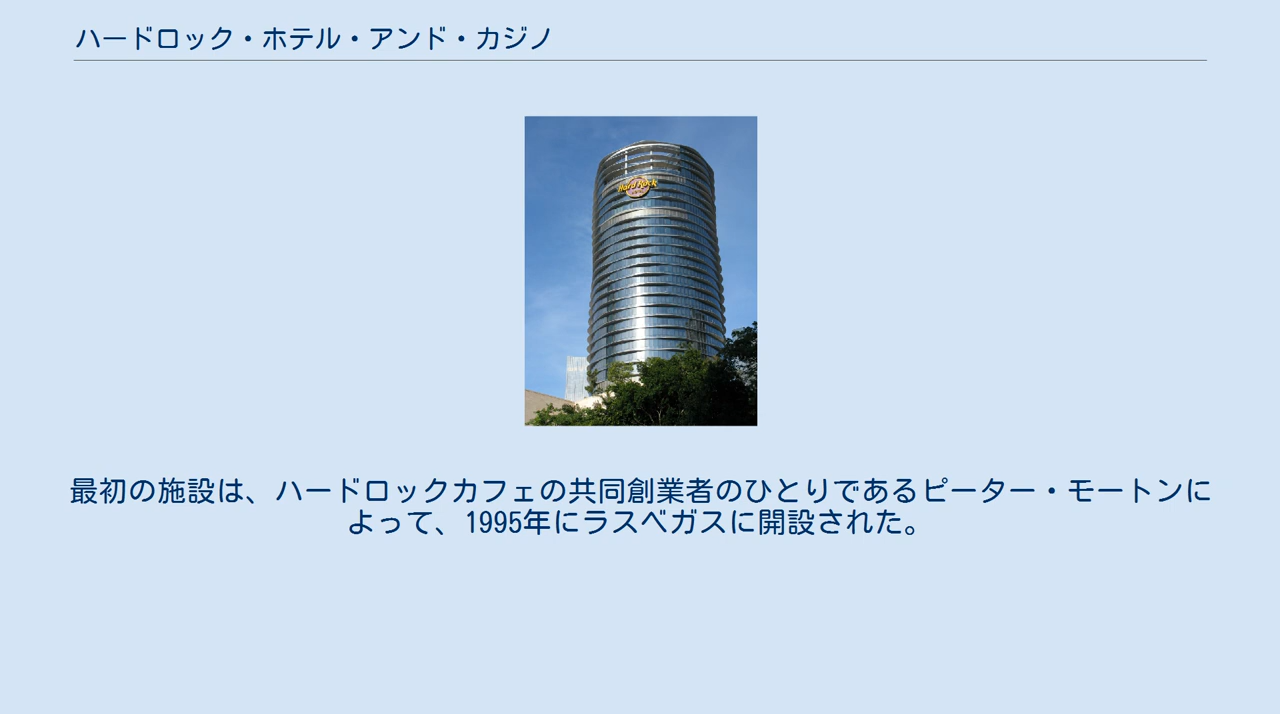 ハードロック・ホテル・アンド・カジノ
Hard Rock
最初の施設は、ハードロックカフェの共同創業者のひとりであるピーター・モートンに
よって、1995年にラスベガスに開設された。